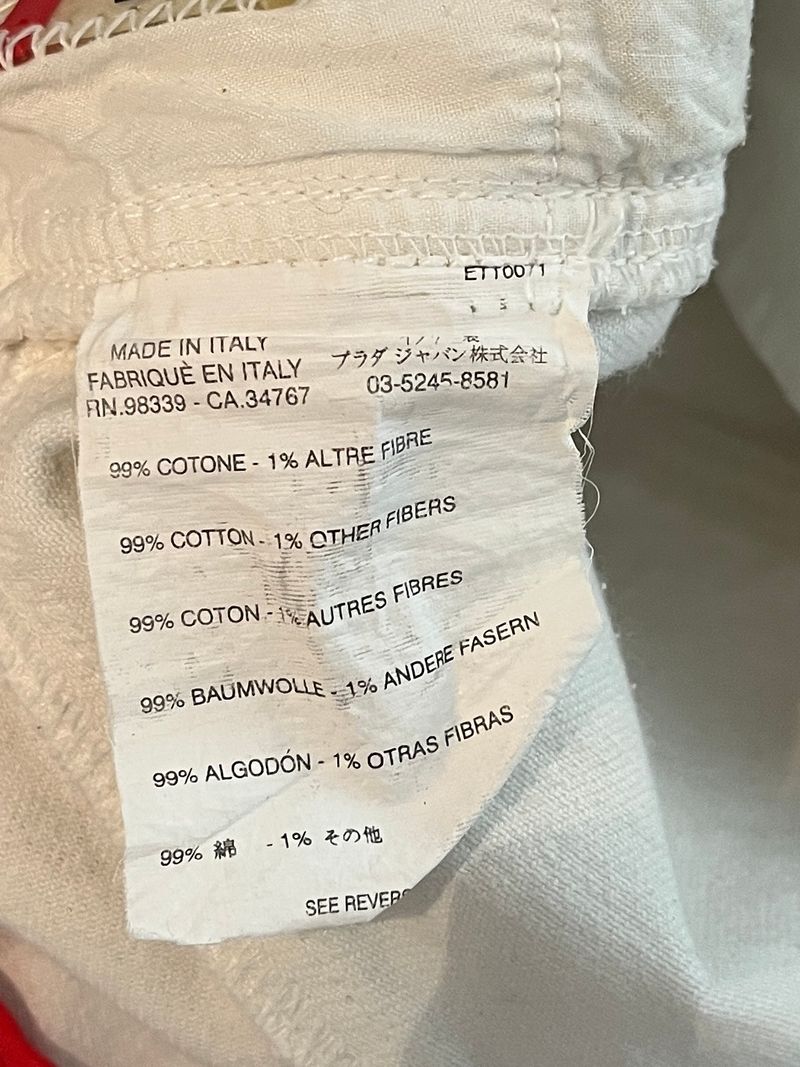 ETT0071
MADE IN ITALY
FABRIQUÈ EN ITALY
RN.98339 - CA.34767
プラダ ジャパン株式会社
03-5245-8581
99% COTONE - 1% ALTRE FIBRE
99% COTTON - 1% OTHER FIBERS
99% COTON - 1% AUTRES FIBRES
99% BAUMWOLLE - 1% ANDERE FASERN
99% ALGODÓN - 1% OTRAS FIBRAS
99% 綿 - 1% その他
SEE REVERS